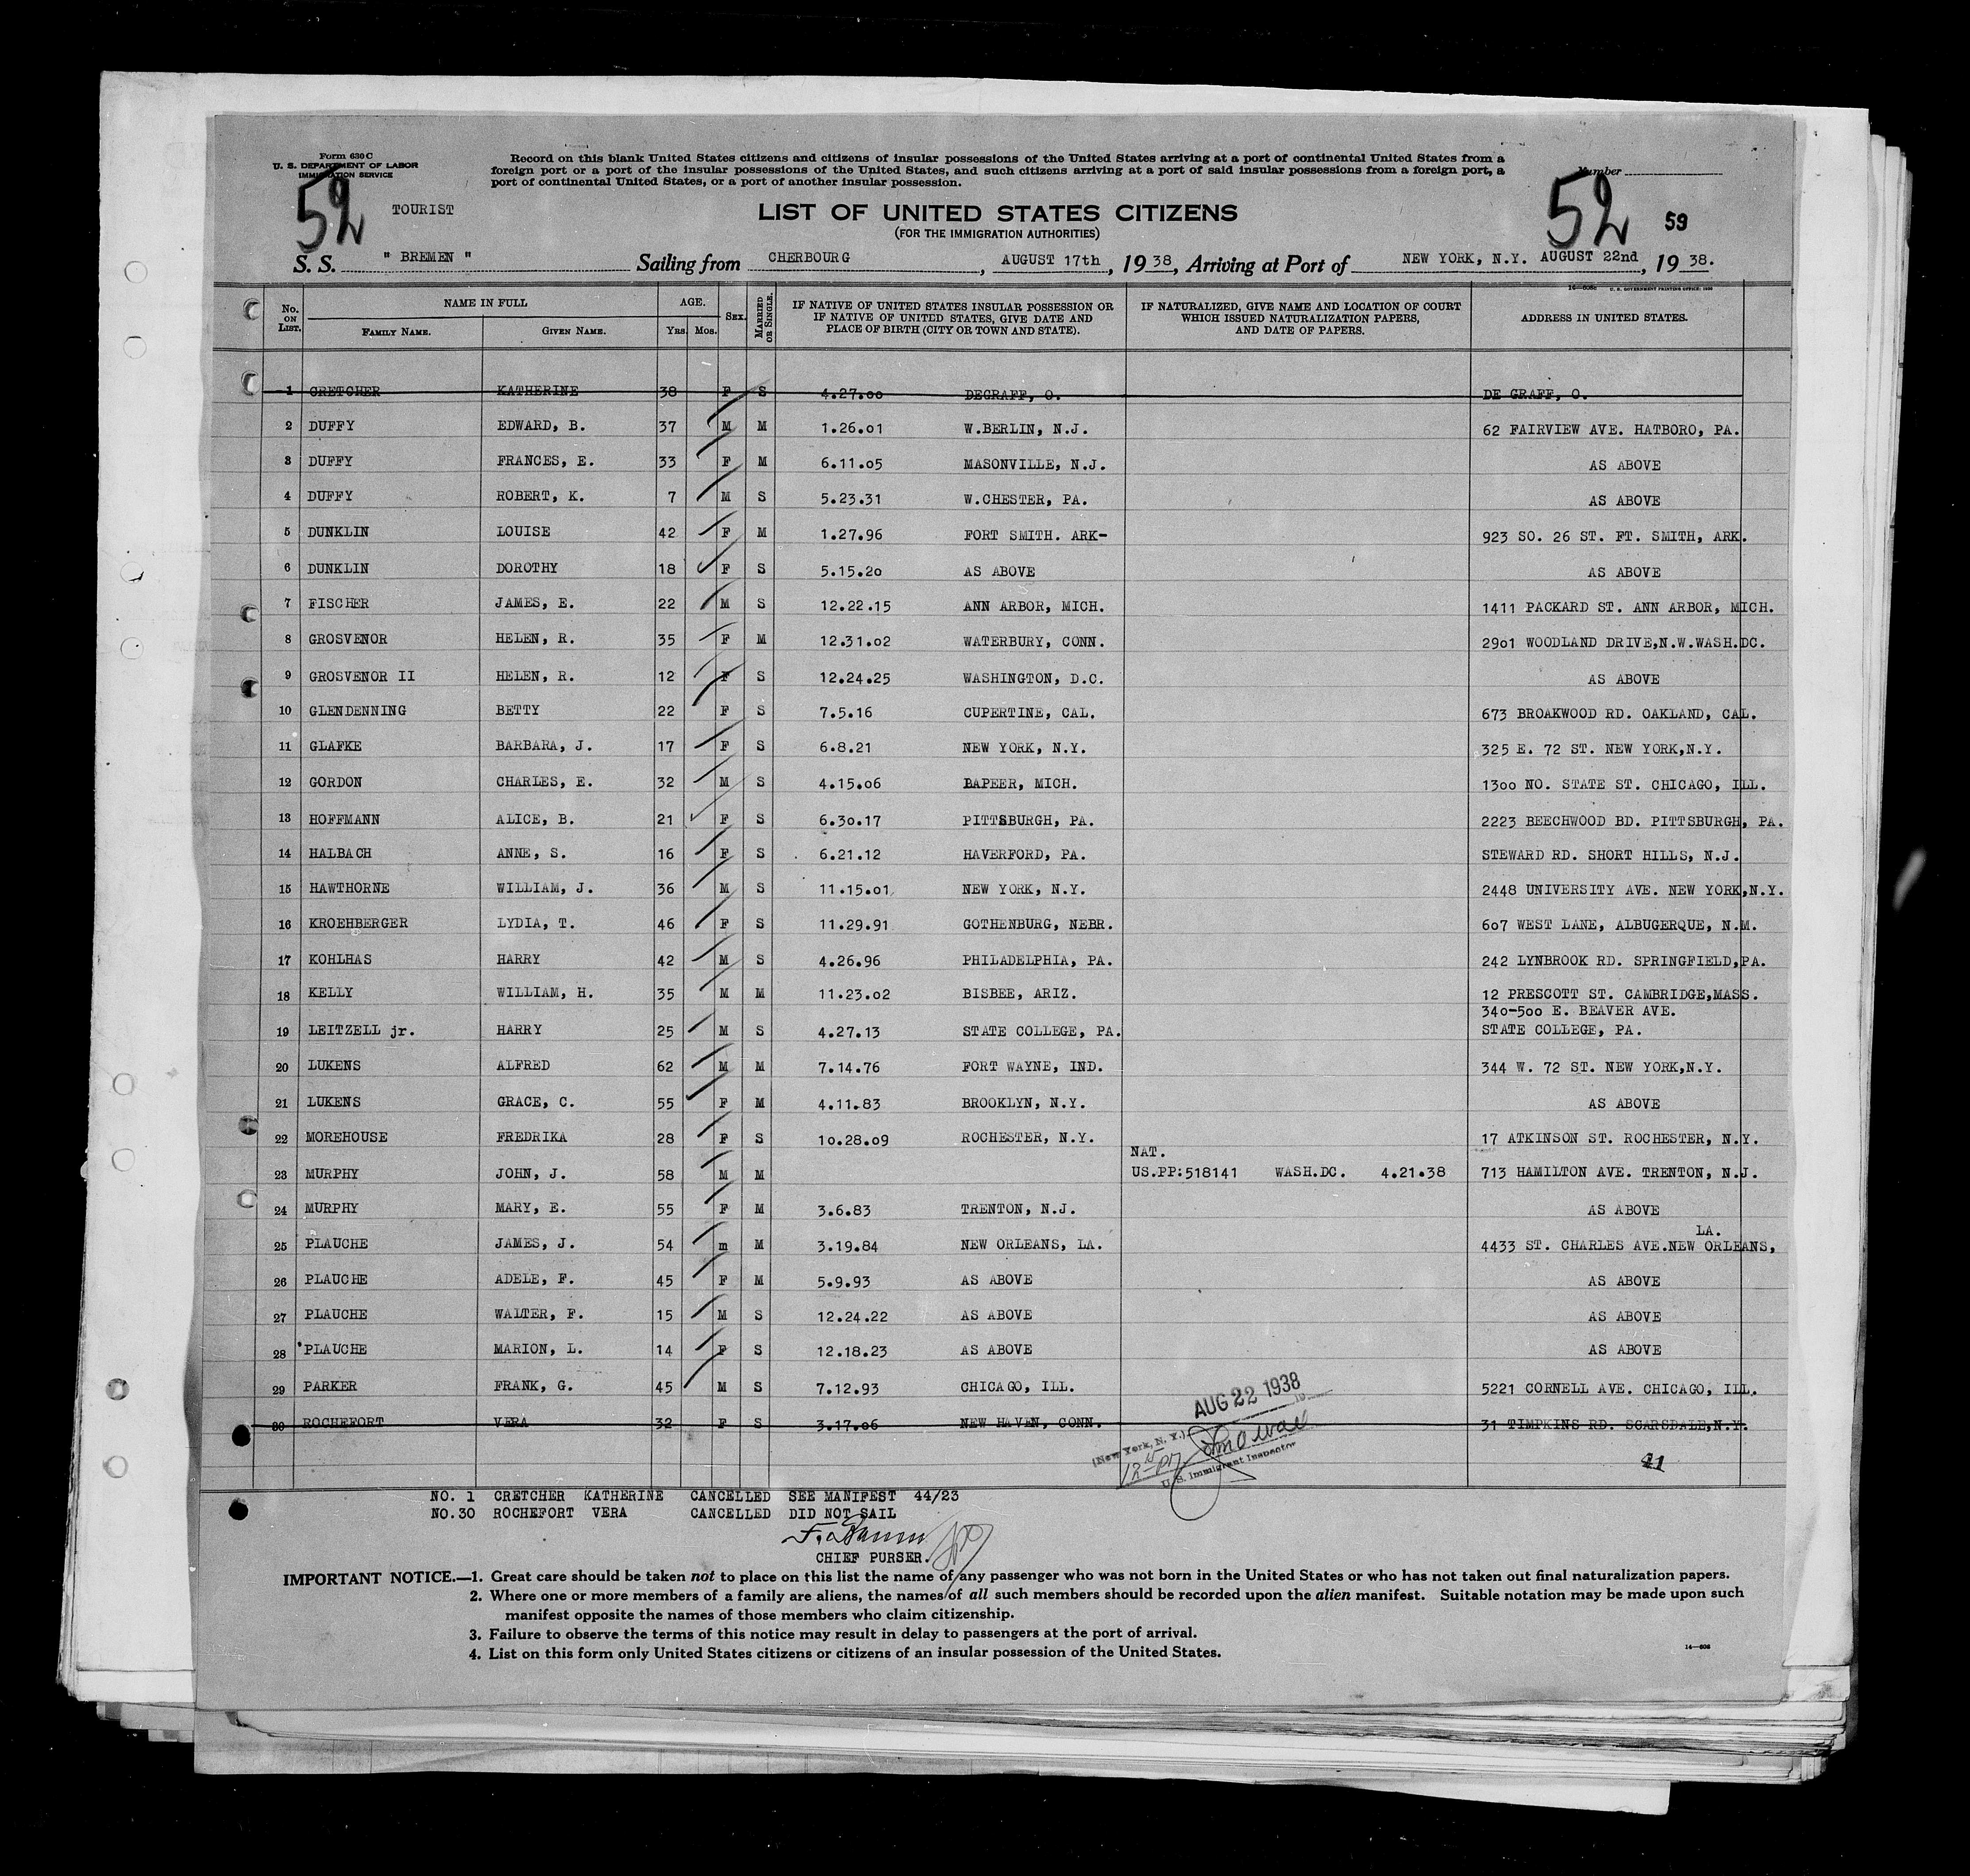 Form 630 C
U. S. DEPARTMENT OF LABOR
IMMIGRATION SERVICE
Record on this blank United States citizens and citizens of insular possessions of the United States arriving at a port of continental United States from a
foreign port or a port of the insular possessions of the United States, and such citizens arriving at a port of said insular possessions from a foreign port, a
port of continental United States, or a port of another insular possession.
Number
52 TOURIST
LIST OF UNITED STATES CITIZENS
52 59
(FOR THE IMMIGRATION AUTHORITIES)
S. S. " BREMEN " Sailing from CHERBOURG, AUGUST 17th, 1938, Arriving at Port of NEW YORK, N.Y. AUGUST 22nd, 1938.
No. ON LIST. NAME IN FULL FAMILY NAME. GIVEN NAME. AGE. Yrs. Mos. SEX. MARRIED OR SINGLE. IF NATIVE OF UNITED STATES INSULAR POSSESSION OR IF NATIVE OF UNITED STATES, GIVE DATE AND PLACE OF BIRTH (CITY OR TOWN AND STATE). IF NATURALIZED, GIVE NAME AND LOCATION OF COURT WHICH ISSUED NATURALIZATION PAPERS, AND DATE OF PAPERS. ADDRESS IN UNITED STATES.
1 CRETCHER KATHERINE 38 F S 4.27.00 DEGRAFF, O. DE GRAFF, O.
2 DUFFY EDWARD, B. 37 M M 1.26.01 W.BERLIN, N.J. 62 FAIRVIEW AVE. HATBORO, PA.
3 DUFFY FRANCES, E. 33 F M 6.11.05 MASONVILLE, N.J. AS ABOVE
4 DUFFY ROBERT, K. 7 M S 5.23.31 W.CHESTER, PA. AS ABOVE
5 DUNKLIN LOUISE 42 F M 1.27.96 FORT SMITH. ARK- 923 SO. 26 ST. FT. SMITH, ARK.
6 DUNKLIN DOROTHY 18 F S 5.15.20 AS ABOVE AS ABOVE
7 FISCHER JAMES, E. 22 M S 12.22.15 ANN ARBOR, MICH. 1411 PACKARD ST. ANN ARBOR, MICH.
8 GROSVENOR HELEN, R. 35 F M 12.31.02 WATERBURY, CONN. 2901 WOODLAND DRIVE,N.W.WASH.DC.
9 GROSVENOR II HELEN, R. 12 F S 12.24.25 WASHINGTON, D.C. AS ABOVE
10 GLENDENNING BETTY 22 F S 7.5.16 CUPERTINE, CAL. 673 BROAKWOOD RD. OAKLAND, CAL.
11 GLAFKE BARBARA, J. 17 F S 6.8.21 NEW YORK, N.Y. 325 E. 72 ST. NEW YORK,N.Y.
12 GORDON CHARLES, E. 32 M S 4.15.06 LAPEER, MICH. 1300 NO. STATE ST. CHICAGO, ILL.
13 HOFFMANN ALICE, B. 21 F S 6.30.17 PITTSBURGH, PA. 2223 BEECHWOOD BD. PITTSBURGH, PA.
14 HALBACH ANNE, S. 16 F S 6.21.12 HAVERFORD, PA. STEWARD RD. SHORT HILLS, N.J.
15 HAWTHORNE WILLIAM, J. 36 M S 11.15.01 NEW YORK, N.Y. 2448 UNIVERSITY AVE. NEW YORK,N.Y.
16 KROEHBERGER LYDIA, T. 46 F S 11.29.91 GOTHENBURG, NEBR. 607 WEST LANE, ALBUGERQUE, N.M.
17 KOHLHAS HARRY 42 M S 4.26.96 PHILADELPHIA, PA. 242 LYNBROOK RD. SPRINGFIELD,PA.
18 KELLY WILLIAM, H. 35 M M 11.23.02 BISBEE, ARIZ. 12 PRESCOTT ST. CAMBRIDGE,MASS.
340-500 E. BEAVER AVE.
19 LEITZELL jr. HARRY 25 M S 4.27.13 STATE COLLEGE, PA. STATE COLLEGE, PA.
20 LUKENS ALFRED 62 M M 7.14.76 FORT WAYNE, IND. 344 W. 72 ST. NEW YORK,N.Y.
21 LUKENS GRACE, C. 55 F M 4.11.83 BROOKLYN, N.Y. AS ABOVE
22 MOREHOUSE FREDRIKA 28 F S 10.28.09 ROCHESTER, N.Y. 17 ATKINSON ST. ROCHESTER, N.Y.
NAT.
23 MURPHY JOHN, J. 58 M M US.PP:518141 WASH.DC. 4.21.38 713 HAMILTON AVE. TRENTON, N.J.
24 MURPHY MARY, E. 55 F M 3.6.83 TRENTON, N.J. AS ABOVE
LA.
25 PLAUCHE JAMES, J. 54 m M 3.19.84 NEW ORLEANS, LA. 4433 ST. CHARLES AVE.NEW ORLEANS,
26 PLAUCHE ADELE, F. 45 F M 5.9.93 AS ABOVE AS ABOVE
27 PLAUCHE WALTER, F. 15 M S 12.24.22 AS ABOVE AS ABOVE
28 PLAUCHE MARION, L. 14 F S 12.18.23 AS ABOVE AS ABOVE
29 PARKER FRANK, G. 45 M S 7.12.93 CHICAGO, ILL. 5221 CORNELL AVE. CHICAGO, ILL.
30 ROCHEFORT VERA 32 F S 3.17.06 NEW HAVEN, CONN. 31 TIMPKINS RD. SCARSDALE,N.Y.
AUG 22 1938
(New York, N. Y.)
U. S. Immigrant Inspector
41
NO. 1 CRETCHER KATHERINE CANCELLED SEE MANIFEST 44/23
NO.30 ROCHEFORT VERA CANCELLED DID NOT SAIL
CHIEF PURSER.
IMPORTANT NOTICE.—1. Great care should be taken not to place on this list the name of any passenger who was not born in the United States or who has not taken out final naturalization papers.
2. Where one or more members of a family are aliens, the names of all such members should be recorded upon the alien manifest. Suitable notation may be made upon such
manifest opposite the names of those members who claim citizenship.
3. Failure to observe the terms of this notice may result in delay to passengers at the port of arrival.
4. List on this form only United States citizens or citizens of an insular possession of the United States.